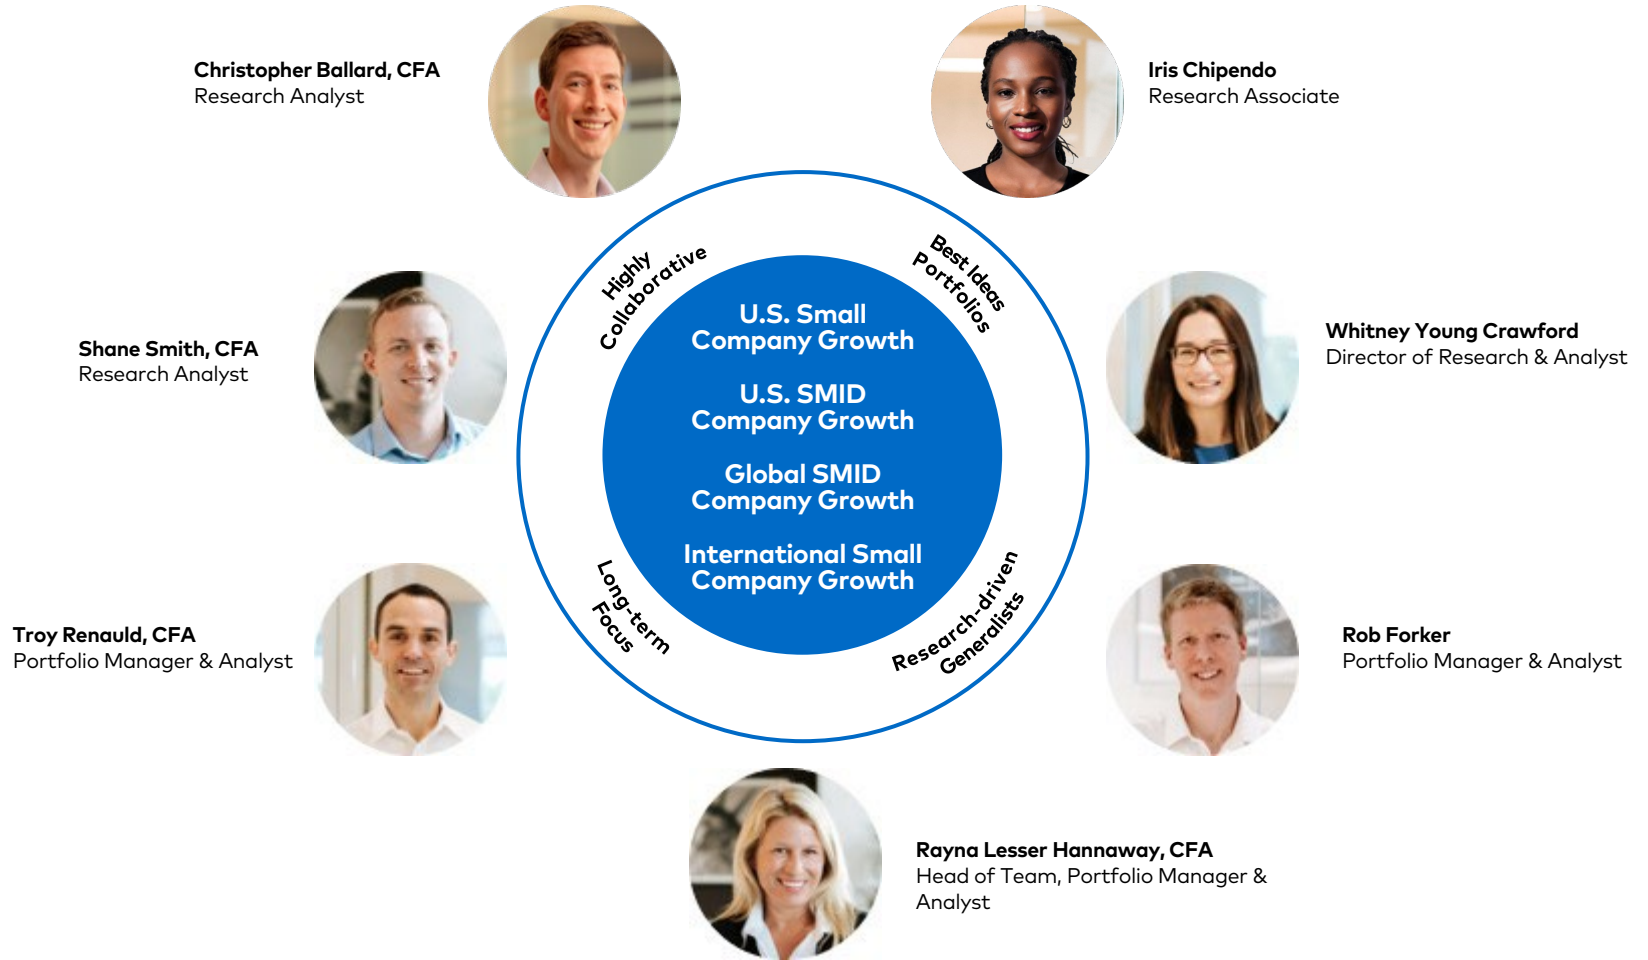 Christopher Ballard, CFA
Research Analyst
Iris Chipendo
Research Associate
Highly
Collaborative
Best Ideas
Portfolios
Shane Smith, CFA
Research Analyst
U.S. Small
Company Growth
U.S. SMID
Company Growth
Global SMID
Company Growth
International Small
Company Growth
Whitney Young Crawford
Director of Research & Analyst
Troy Renauld, CFA
Portfolio Manager & Analyst
Long-term
Focus
Research-driven
Generalists
Rob Forker
Portfolio Manager & Analyst
Rayna Lesser Hannaway, CFA
Head of Team, Portfolio Manager &
Analyst